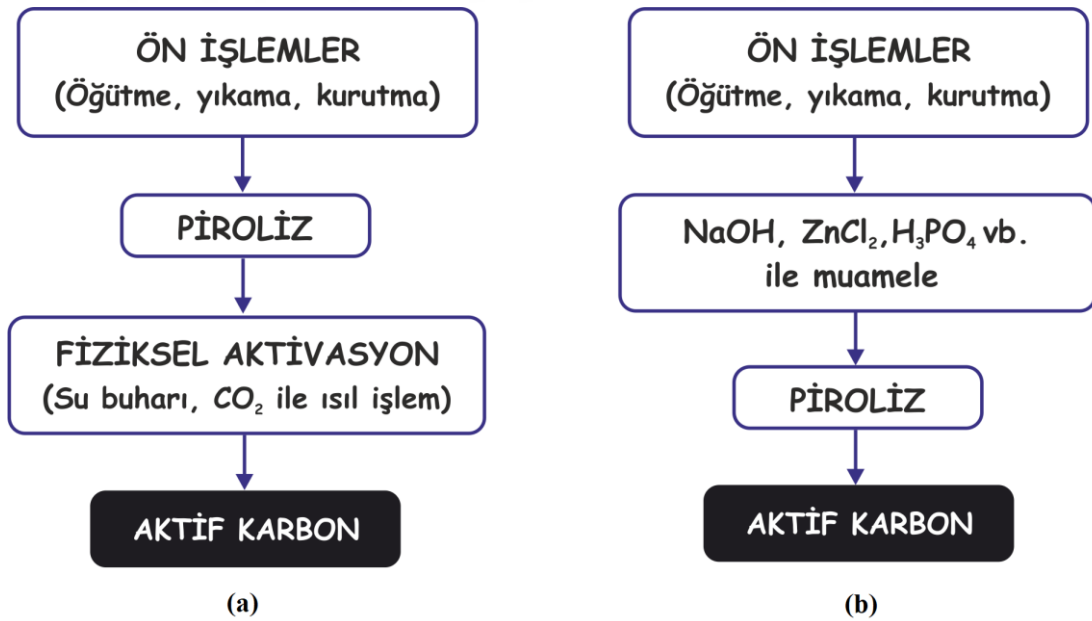 ÖN İŞLEMLER
(Öğütme, yıkama, kurutma)
PİROLİZ
FİZİKSEL AKTİVASYON
(Su buharı, CO₂ ile ısıl işlem)
AKTİF KARBON
(a)
ÖN İŞLEMLER
(Öğütme, yıkama, kurutma)
NaOH, ZnCl₂,H₃PO₄ vb.
ile muamele
PİROLİZ
AKTİF KARBON
(b)